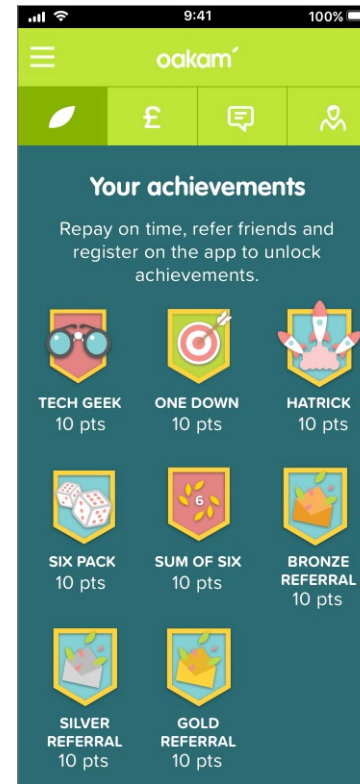 9:41
100%
oakam
£
Your achievements
Repay on time, refer friends and
register on the app to unlock
achievements.
TECH GEEK
10 pts
ONE DOWN
10 pts
HATRICK
10 pts
SIX PACK
10 pts
6
SUM OF SIX
10 pts
BRONZE
REFERRAL
10 pts
SILVER
REFERRAL
10 pts
GOLD
REFERRAL
10 pts